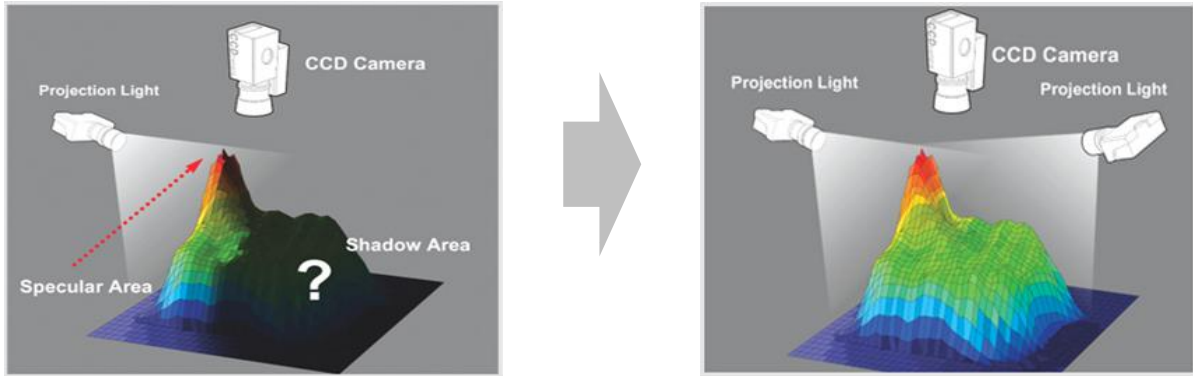 CCD Camera
Projection Light
Shadow Area
?
Specular Area
CCD Camera
Projection Light
Projection Light